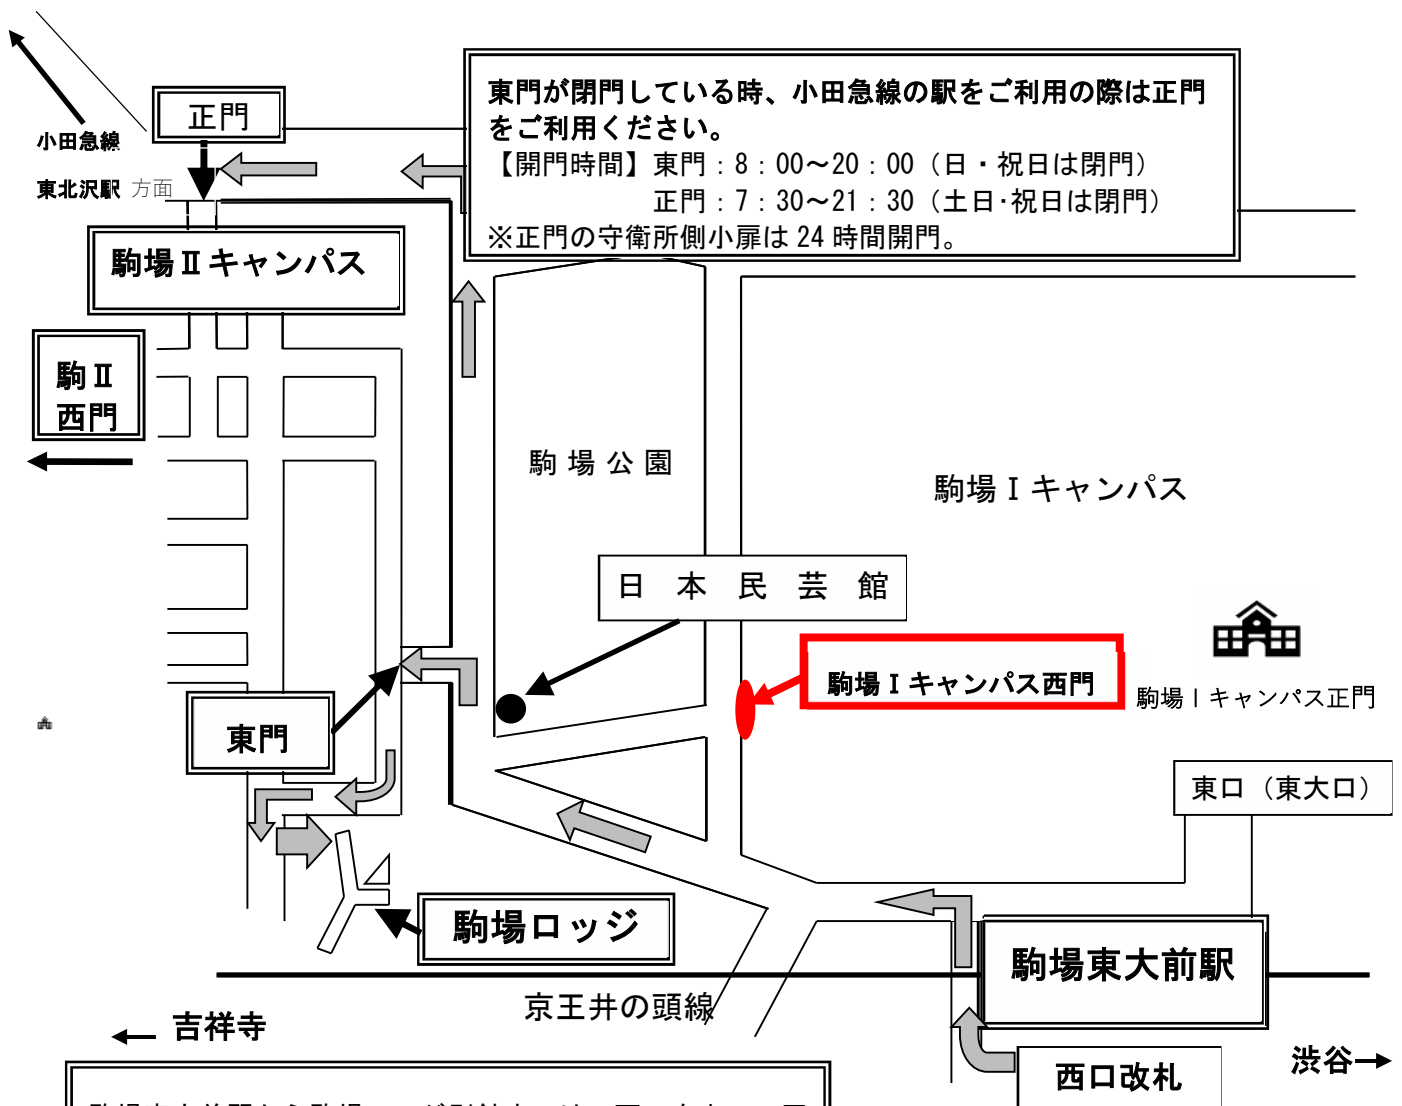 東門が閉門している時、小田急線の駅をご利用の際は正門
をご利用ください。
【開門時間】東門：8：00～20：00（日・祝日は閉門）
正門：7：30～21：30（土日･祝日は閉門）
※正門の守衛所側小扉は24時間開門。
正門
小田急線
東北沢駅 方面
駒場Ⅱキャンパス
駒Ⅱ
西門
駒場公園
駒場Ⅰキャンパス
日本民芸館
駒場Ⅰキャンパス西門
駒場Ⅰキャンパス正門
東門
東口（東大口）
駒場ロッジ
駒場東大前駅
京王井の頭線
吉祥寺
渋谷
西口改札